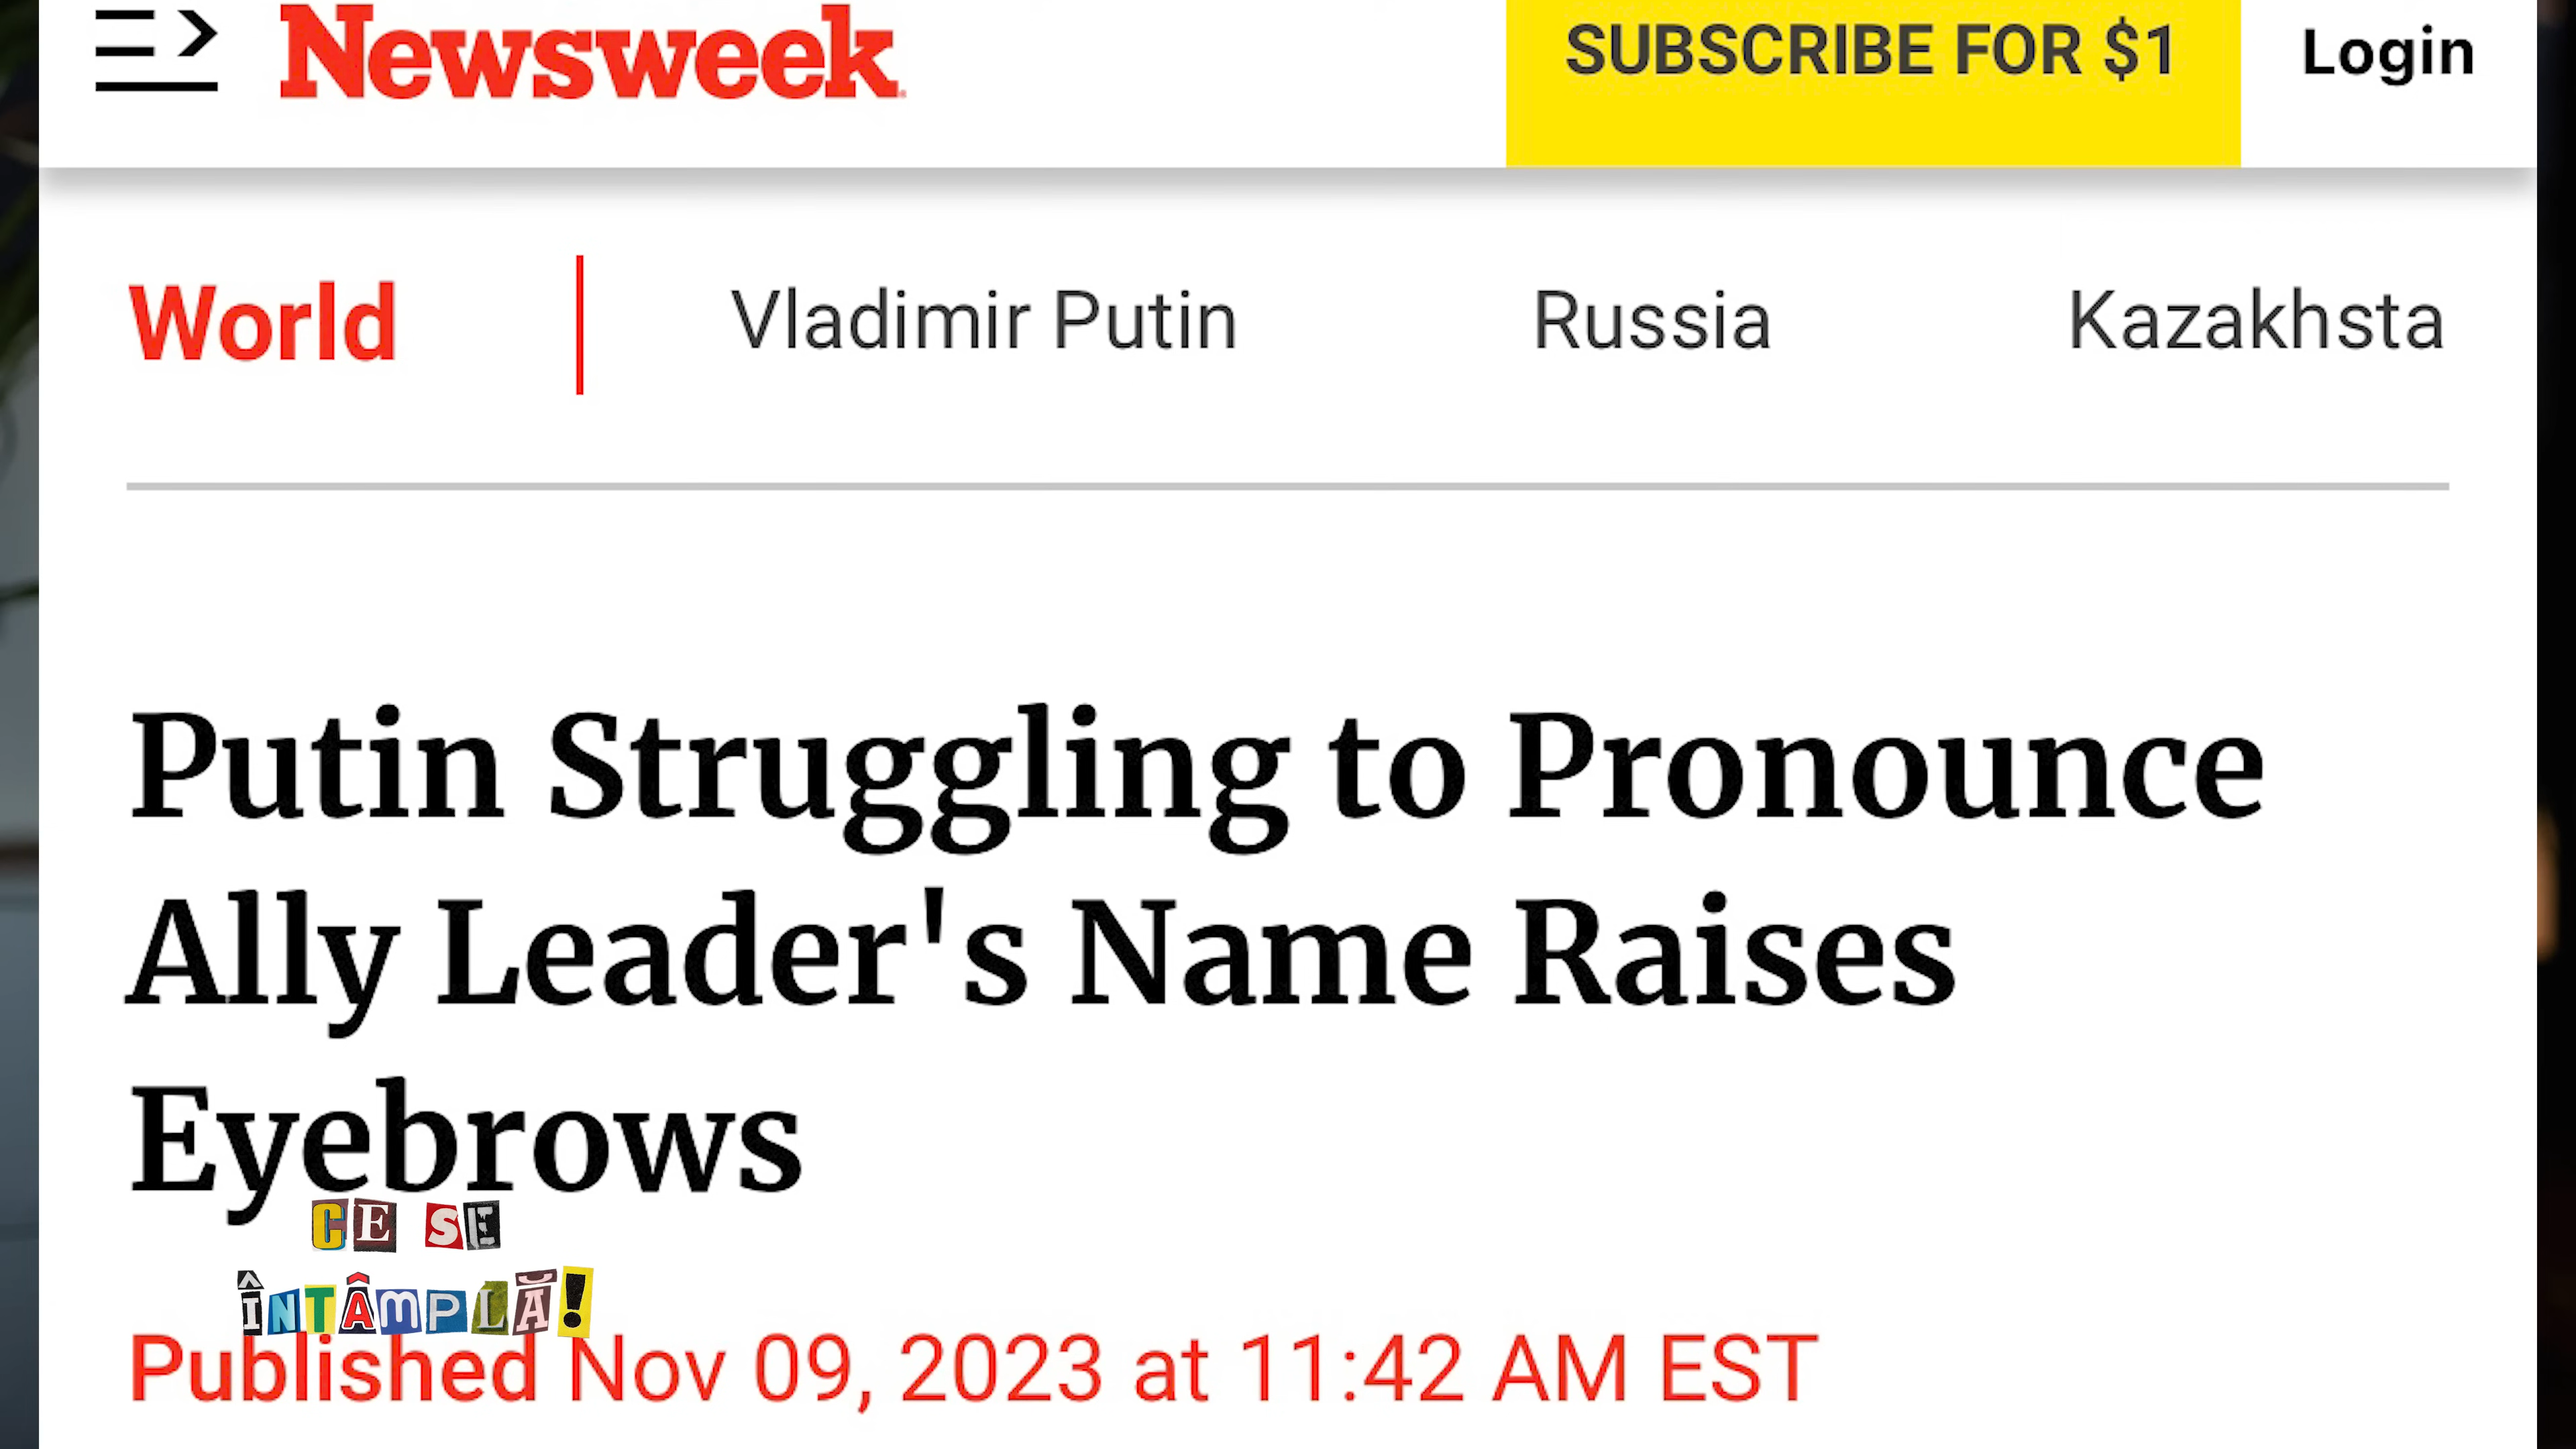 Newsweek
SUBSCRIBE FOR $1
Login
World
Vladimir Putin
Russia
Kazakhsta
Putin Struggling to Pronounce
Ally Leader's Name Raises
Eyebrows
CE SE
ÎNTÂmPLĂ!
Published Nov 09, 2023 at 11:42 AM EST